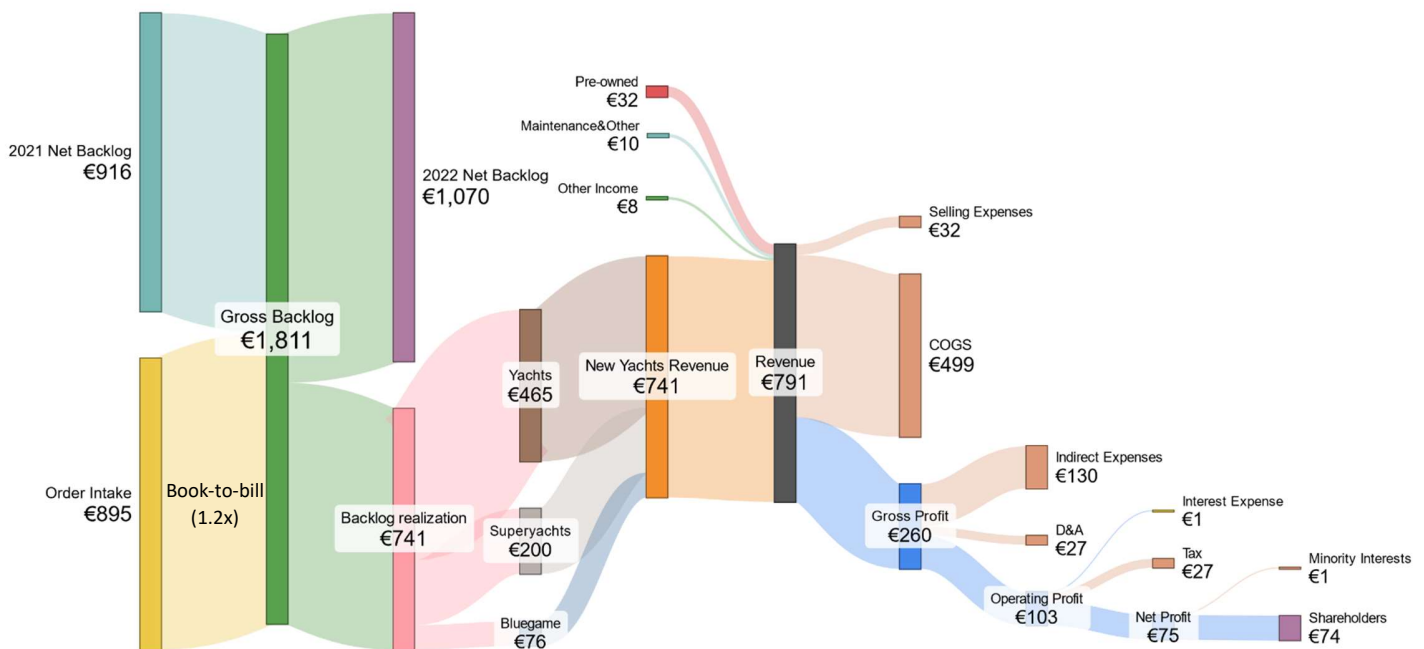 2021 Net Backlog
€916
Order Intake
€895
Book-to-bill
(1.2x)
Gross Backlog
€1,811
2022 Net Backlog
€1,070
Backlog realization
€741
Yachts
€465
Superyachts
€200
Bluegame
€76
Pre-owned
€32
Maintenance&Other
€10
Other Income
€8
New Yachts Revenue
€741
Revenue
€791
Selling Expenses
€32
COGS
€499
Gross Profit
€260
Indirect Expenses
€130
D&A
€27
Operating Profit
€103
Interest Expense
€1
Tax
€27
Net Profit
€75
Minority Interests
€1
Shareholders
€74